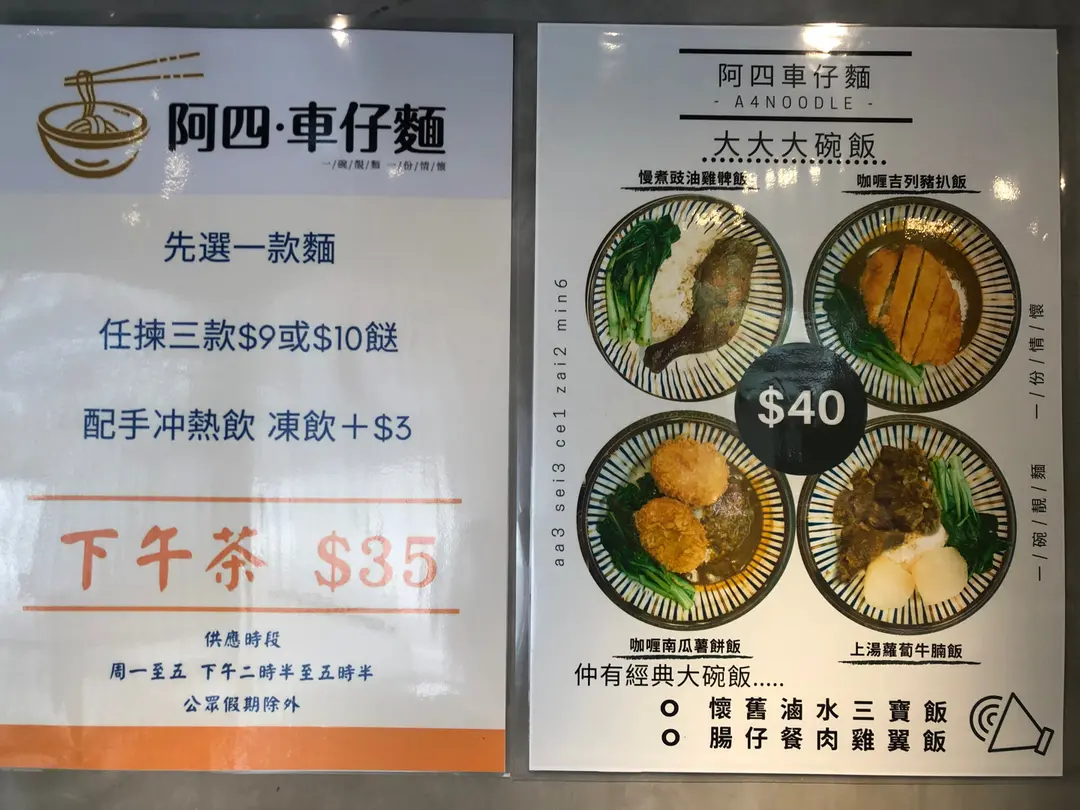 阿四·車仔麵
一/碗/靚/麵 一/份/情/懷
先選一款麵
任揀三款$9或$10餸
配手冲熱飲 凍飲+$3
下午茶 $35
供應時段
周一至五 下午二時半至五時半
公眾假期除外
阿四車仔麵
- A4NOODLE -
大大大碗飯
慢煮豉油雞髀飯
咖喱吉列豬扒飯
aa3 sei3 ce1 zai2 min6
$40
一/碗/靚/麵 一/份/情/懷
咖喱南瓜薯餅飯
上湯蘿蔔牛腩飯
仲有經典大碗飯.....
懷舊滷水三寶飯
腸仔餐肉雞翼飯